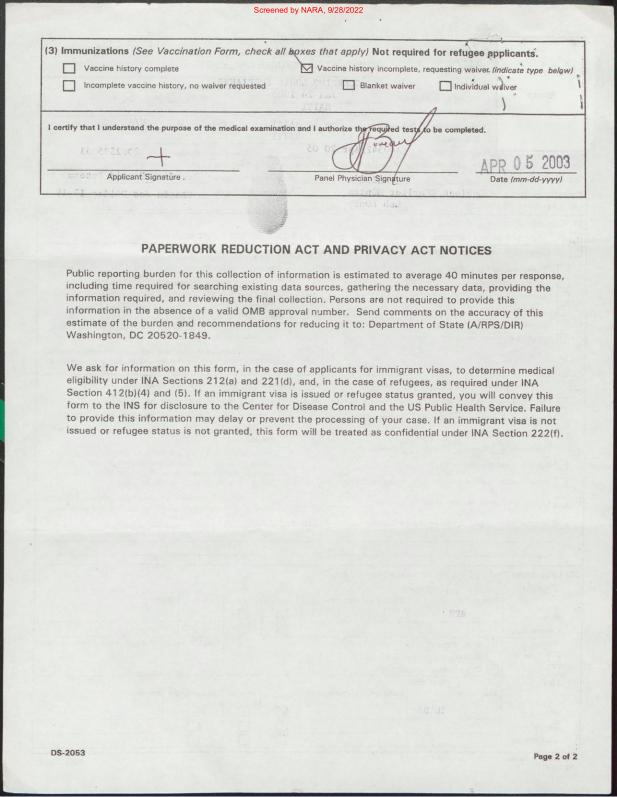 Screened by NARA, 9/28/2022
(3) Immunizations (See Vaccination Form, check all boxes that apply) Not required for refugee applicants.
Vaccine history complete
Vaccine history incomplete, requesting waiver (indicate type below)
Incomplete vaccine history, no waiver requested
Blanket waiver
Individual waiver
I certify that I understand the purpose of the medical examination and I authorize the required tests to be completed.
APR 05 2003
Applicant Signature
Panel Physician Signature
Date (mm-dd-yyyy)
PAPERWORK REDUCTION ACT AND PRIVACY ACT NOTICES
Public reporting burden for this collection of information is estimated to average 40 minutes per response,
including time required for searching existing data sources, gathering the necessary data, providing the
information required, and reviewing the final collection. Persons are not required to provide this
information in the absence of a valid OMB approval number. Send comments on the accuracy of this
estimate of the burden and recommendations for reducing it to: Department of State (A/RPS/DIR)
Washington, DC 20520-1849.
We ask for information on this form, in the case of applicants for immigrant visas, to determine medical
eligibility under INA Sections 212(a) and 221(d), and, in the case of refugees, as required under INA
Section 412(b)(4) and (5). If an immigrant visa is issued or refugee status granted, you will convey this
form to the INS for disclosure to the Center for Disease Control and the US Public Health Service. Failure
to provide this information may delay or prevent the processing of your case. If an immigrant visa is not
issued or refugee status is not granted, this form will be treated as confidential under INA Section 222(f).
DS-2053
Page 2 of 2